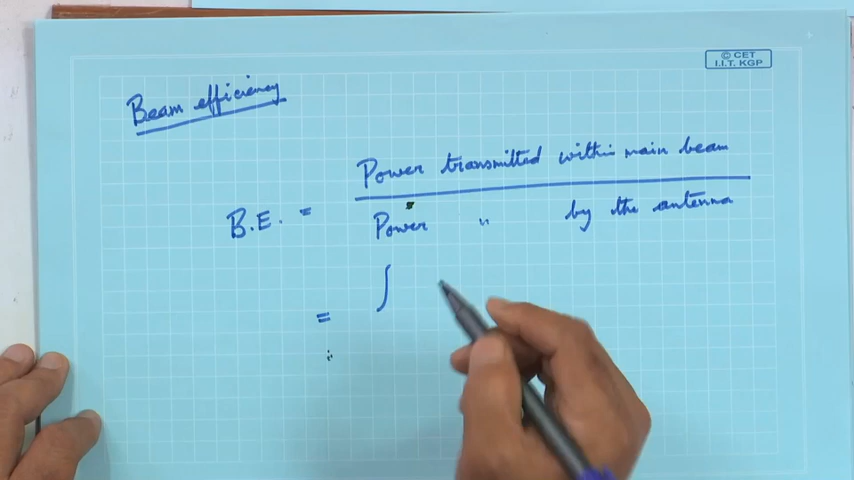 © CET
I.I.T. KGP
Beam efficiency
Power transmitted within main beam
B.E. =
Power " by the antenna
= ∫